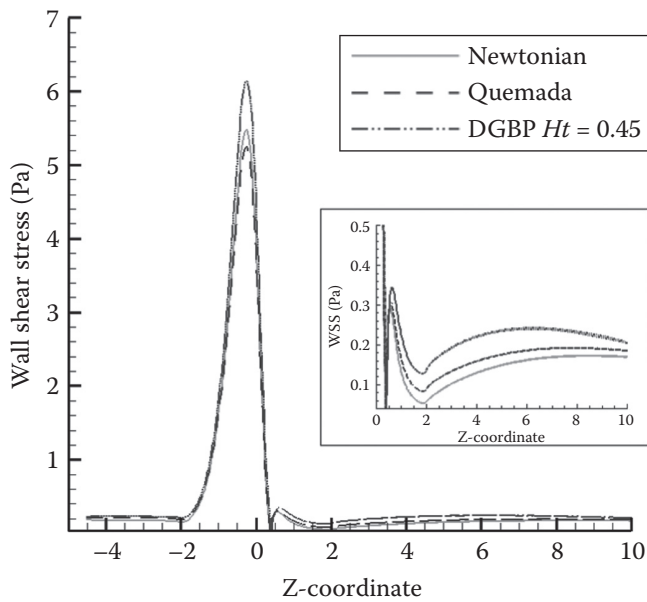 7
6
5
4
3
2
1
Wall shear stress (Pa)
−4 −2 0 2 4 6 8 10
Z-coordinate
Newtonian
Quemada
DGBP Ht = 0.45
0.5
0.4
0.3
0.2
0.1
WSS (Pa)
0 2 4 6 8 10
Z-coordinate